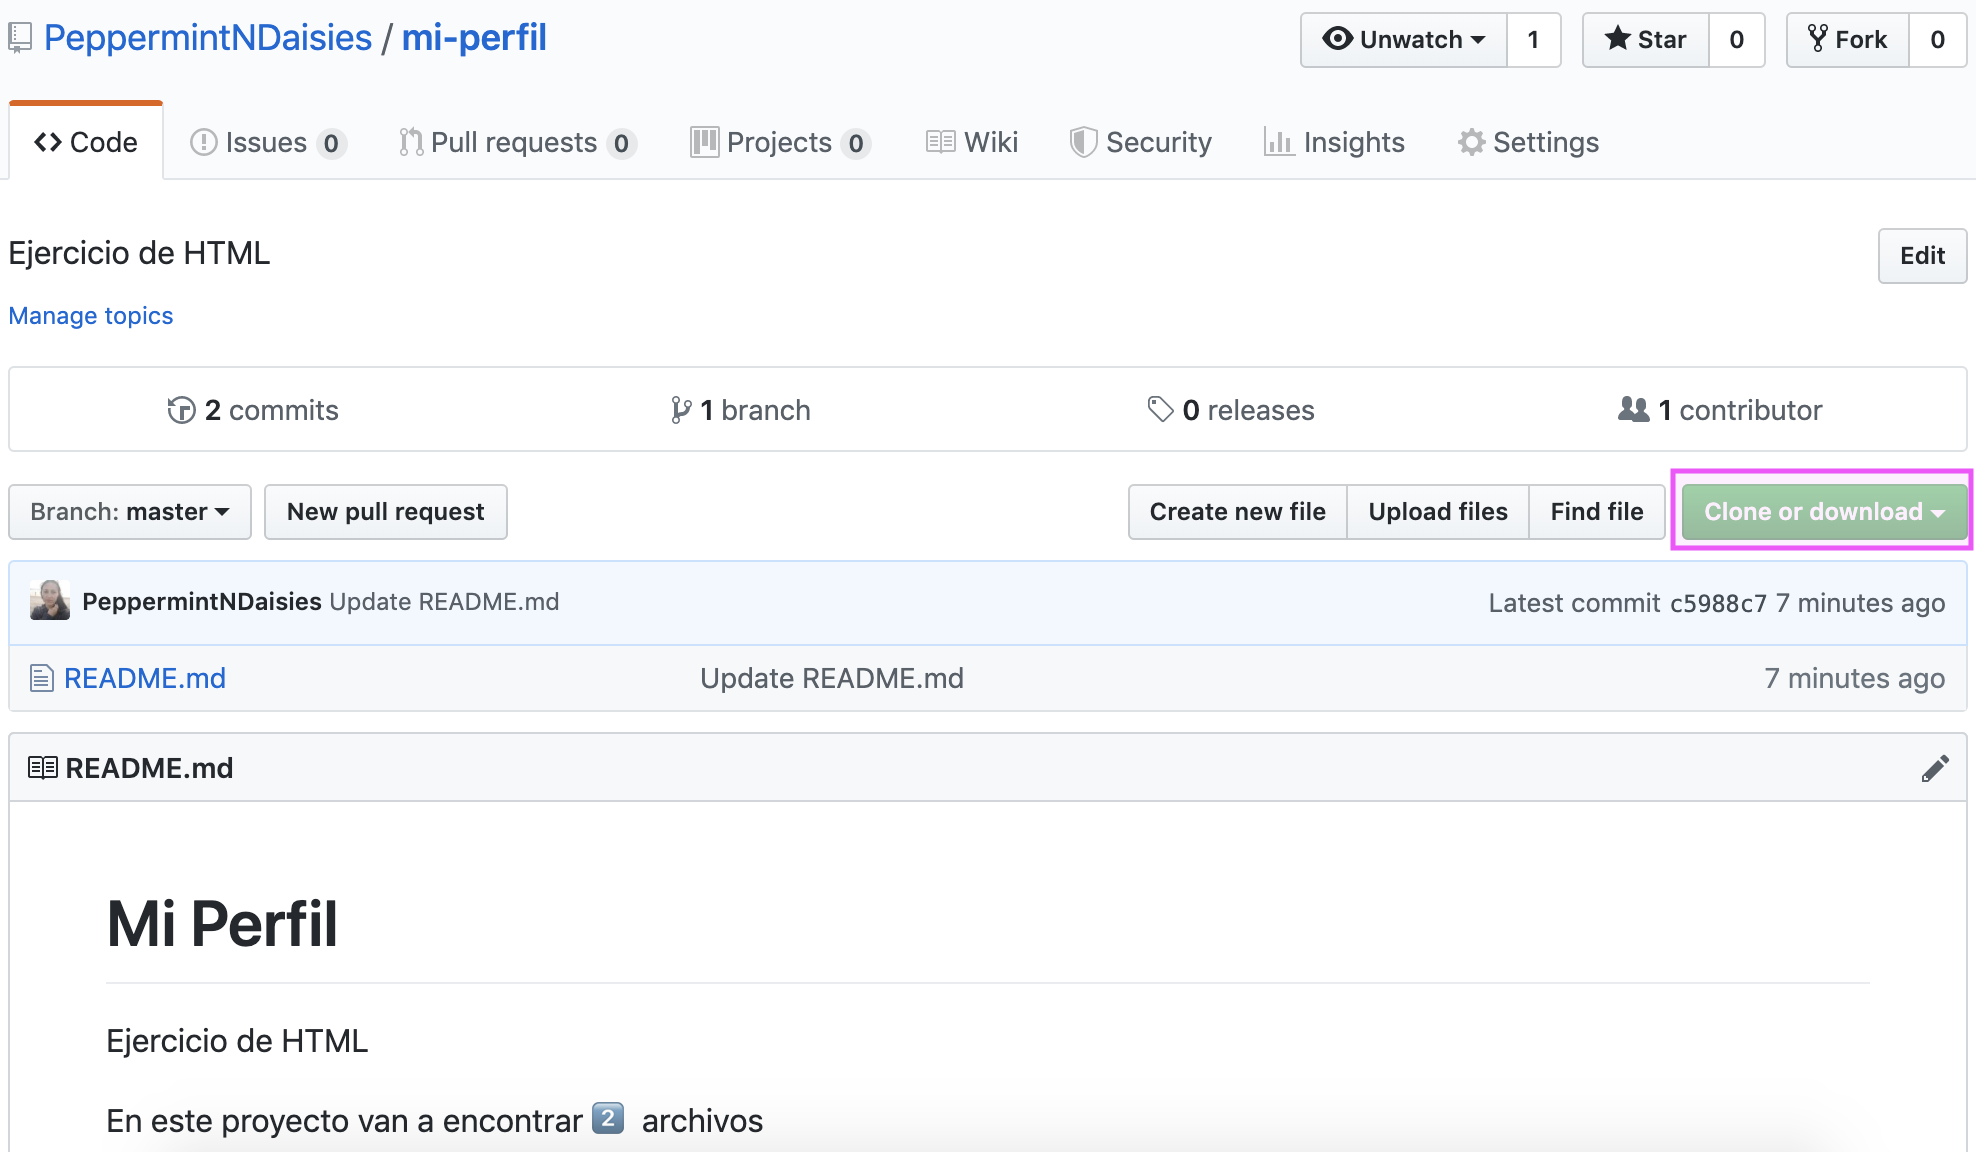 PeppermintNDaisies / mi-perfil Unwatch 1 Star 0 Fork 0
Code Issues 0 Pull requests 0 Projects 0 Wiki Security Insights Settings
Ejercicio de HTML Edit
Manage topics
2 commits 1 branch 0 releases 1 contributor
Branch: master New pull request Create new file Upload files Find file Clone or download
PeppermintNDaisies Update README.md Latest commit c5988c7 7 minutes ago
README.md Update README.md 7 minutes ago
README.md
Mi Perfil
Ejercicio de HTML
En este proyecto van a encontrar 2 archivos